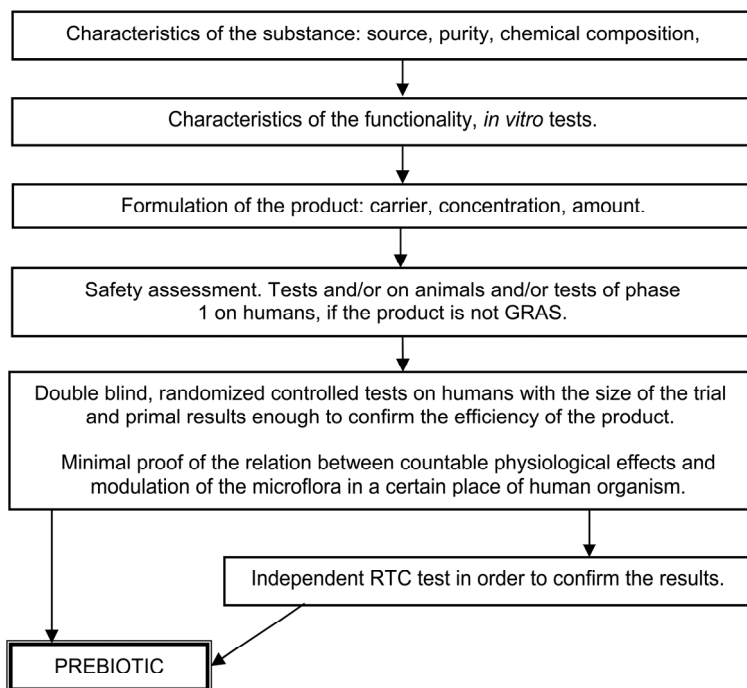 Characteristics of the substance: source, purity, chemical composition,
Characteristics of the functionality, in vitro tests.
Formulation of the product: carrier, concentration, amount.
Safety assessment. Tests and/or on animals and/or tests of phase
1 on humans, if the product is not GRAS.
Double blind, randomized controlled tests on humans with the size of the trial
and primal results enough to confirm the efficiency of the product.
Minimal proof of the relation between countable physiological effects and
modulation of the microflora in a certain place of human organism.
Independent RTC test in order to confirm the results.
PREBIOTIC